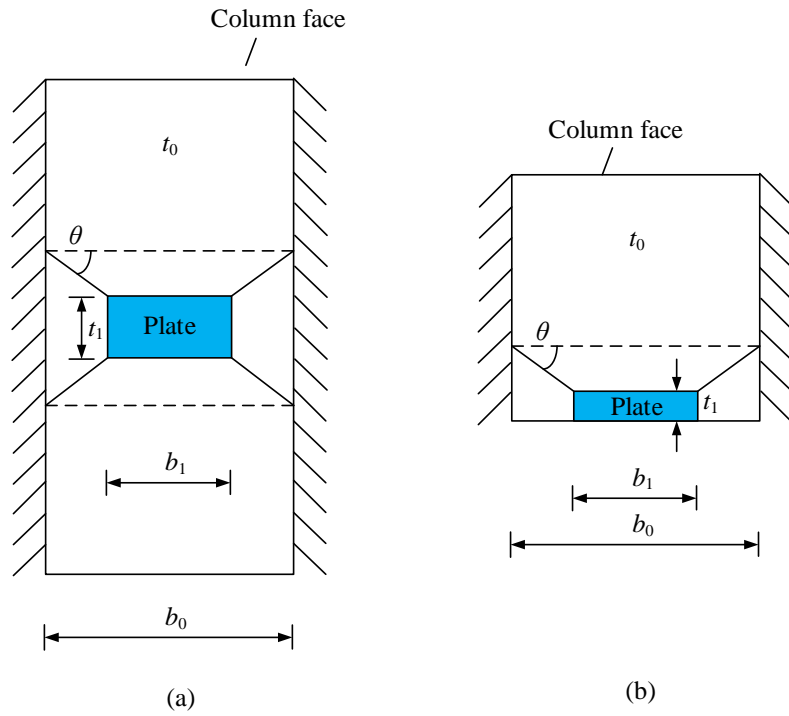 Column face
t₀
θ
t₁
Plate
b₁
b₀
(a)
Column face
t₀
θ
Plate
t₁
b₁
b₀
(b)